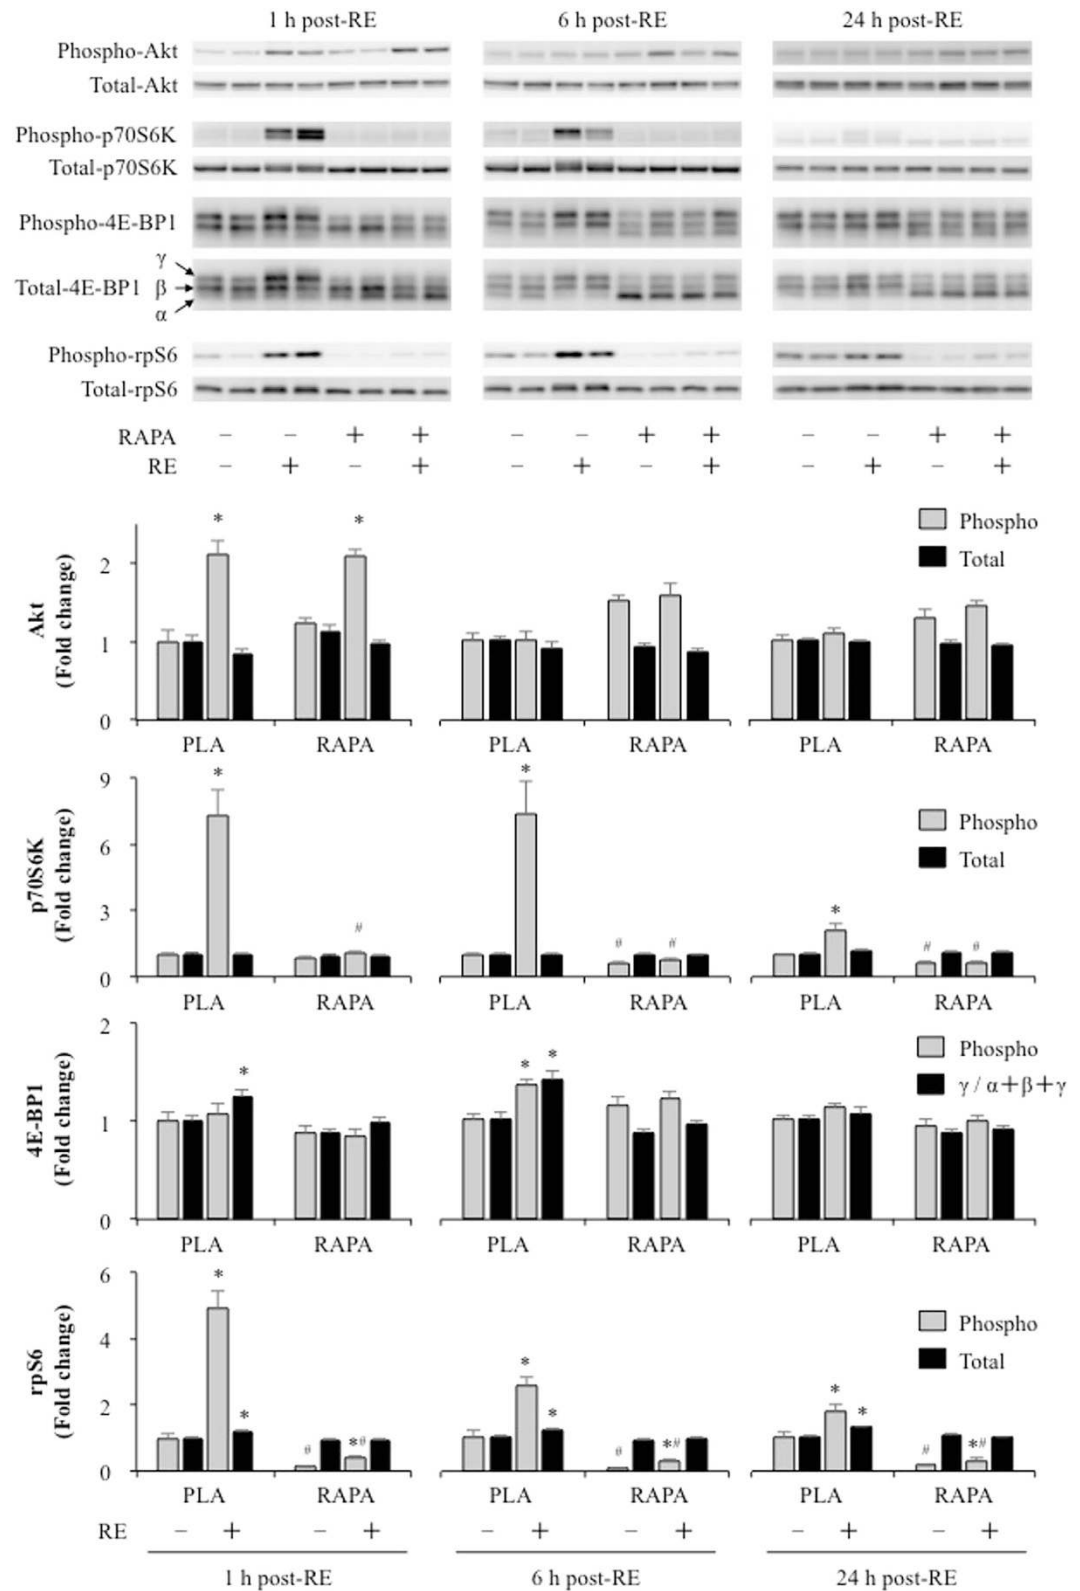 1 h post-RE 6 h post-RE 24 h post-RE
Phospho-Akt
Total-Akt
Phospho-p70S6K
Total-p70S6K
Phospho-4E-BP1
γ
Total-4E-BP1 β
α
Phospho-rpS6
Total-rpS6
RAPA − − + + − − + + − − + +
RE − + − + − + − + − + − +
Akt
(Fold change)
2
1
0
* *
Phospho
Total
PLA RAPA PLA RAPA PLA RAPA
p70S6K
(Fold change)
9
6
3
0
* # * # # * # #
Phospho
Total
PLA RAPA PLA RAPA PLA RAPA
4E-BP1
(Fold change)
2
1
0
* * *
Phospho
γ / α+β+γ
PLA RAPA PLA RAPA PLA RAPA
rpS6
(Fold change)
6
4
2
0
* * # *# * * # *# * * # *#
Phospho
Total
PLA RAPA PLA RAPA PLA RAPA
RE − + − + − + − + − + − +
1 h post-RE 6 h post-RE 24 h post-RE